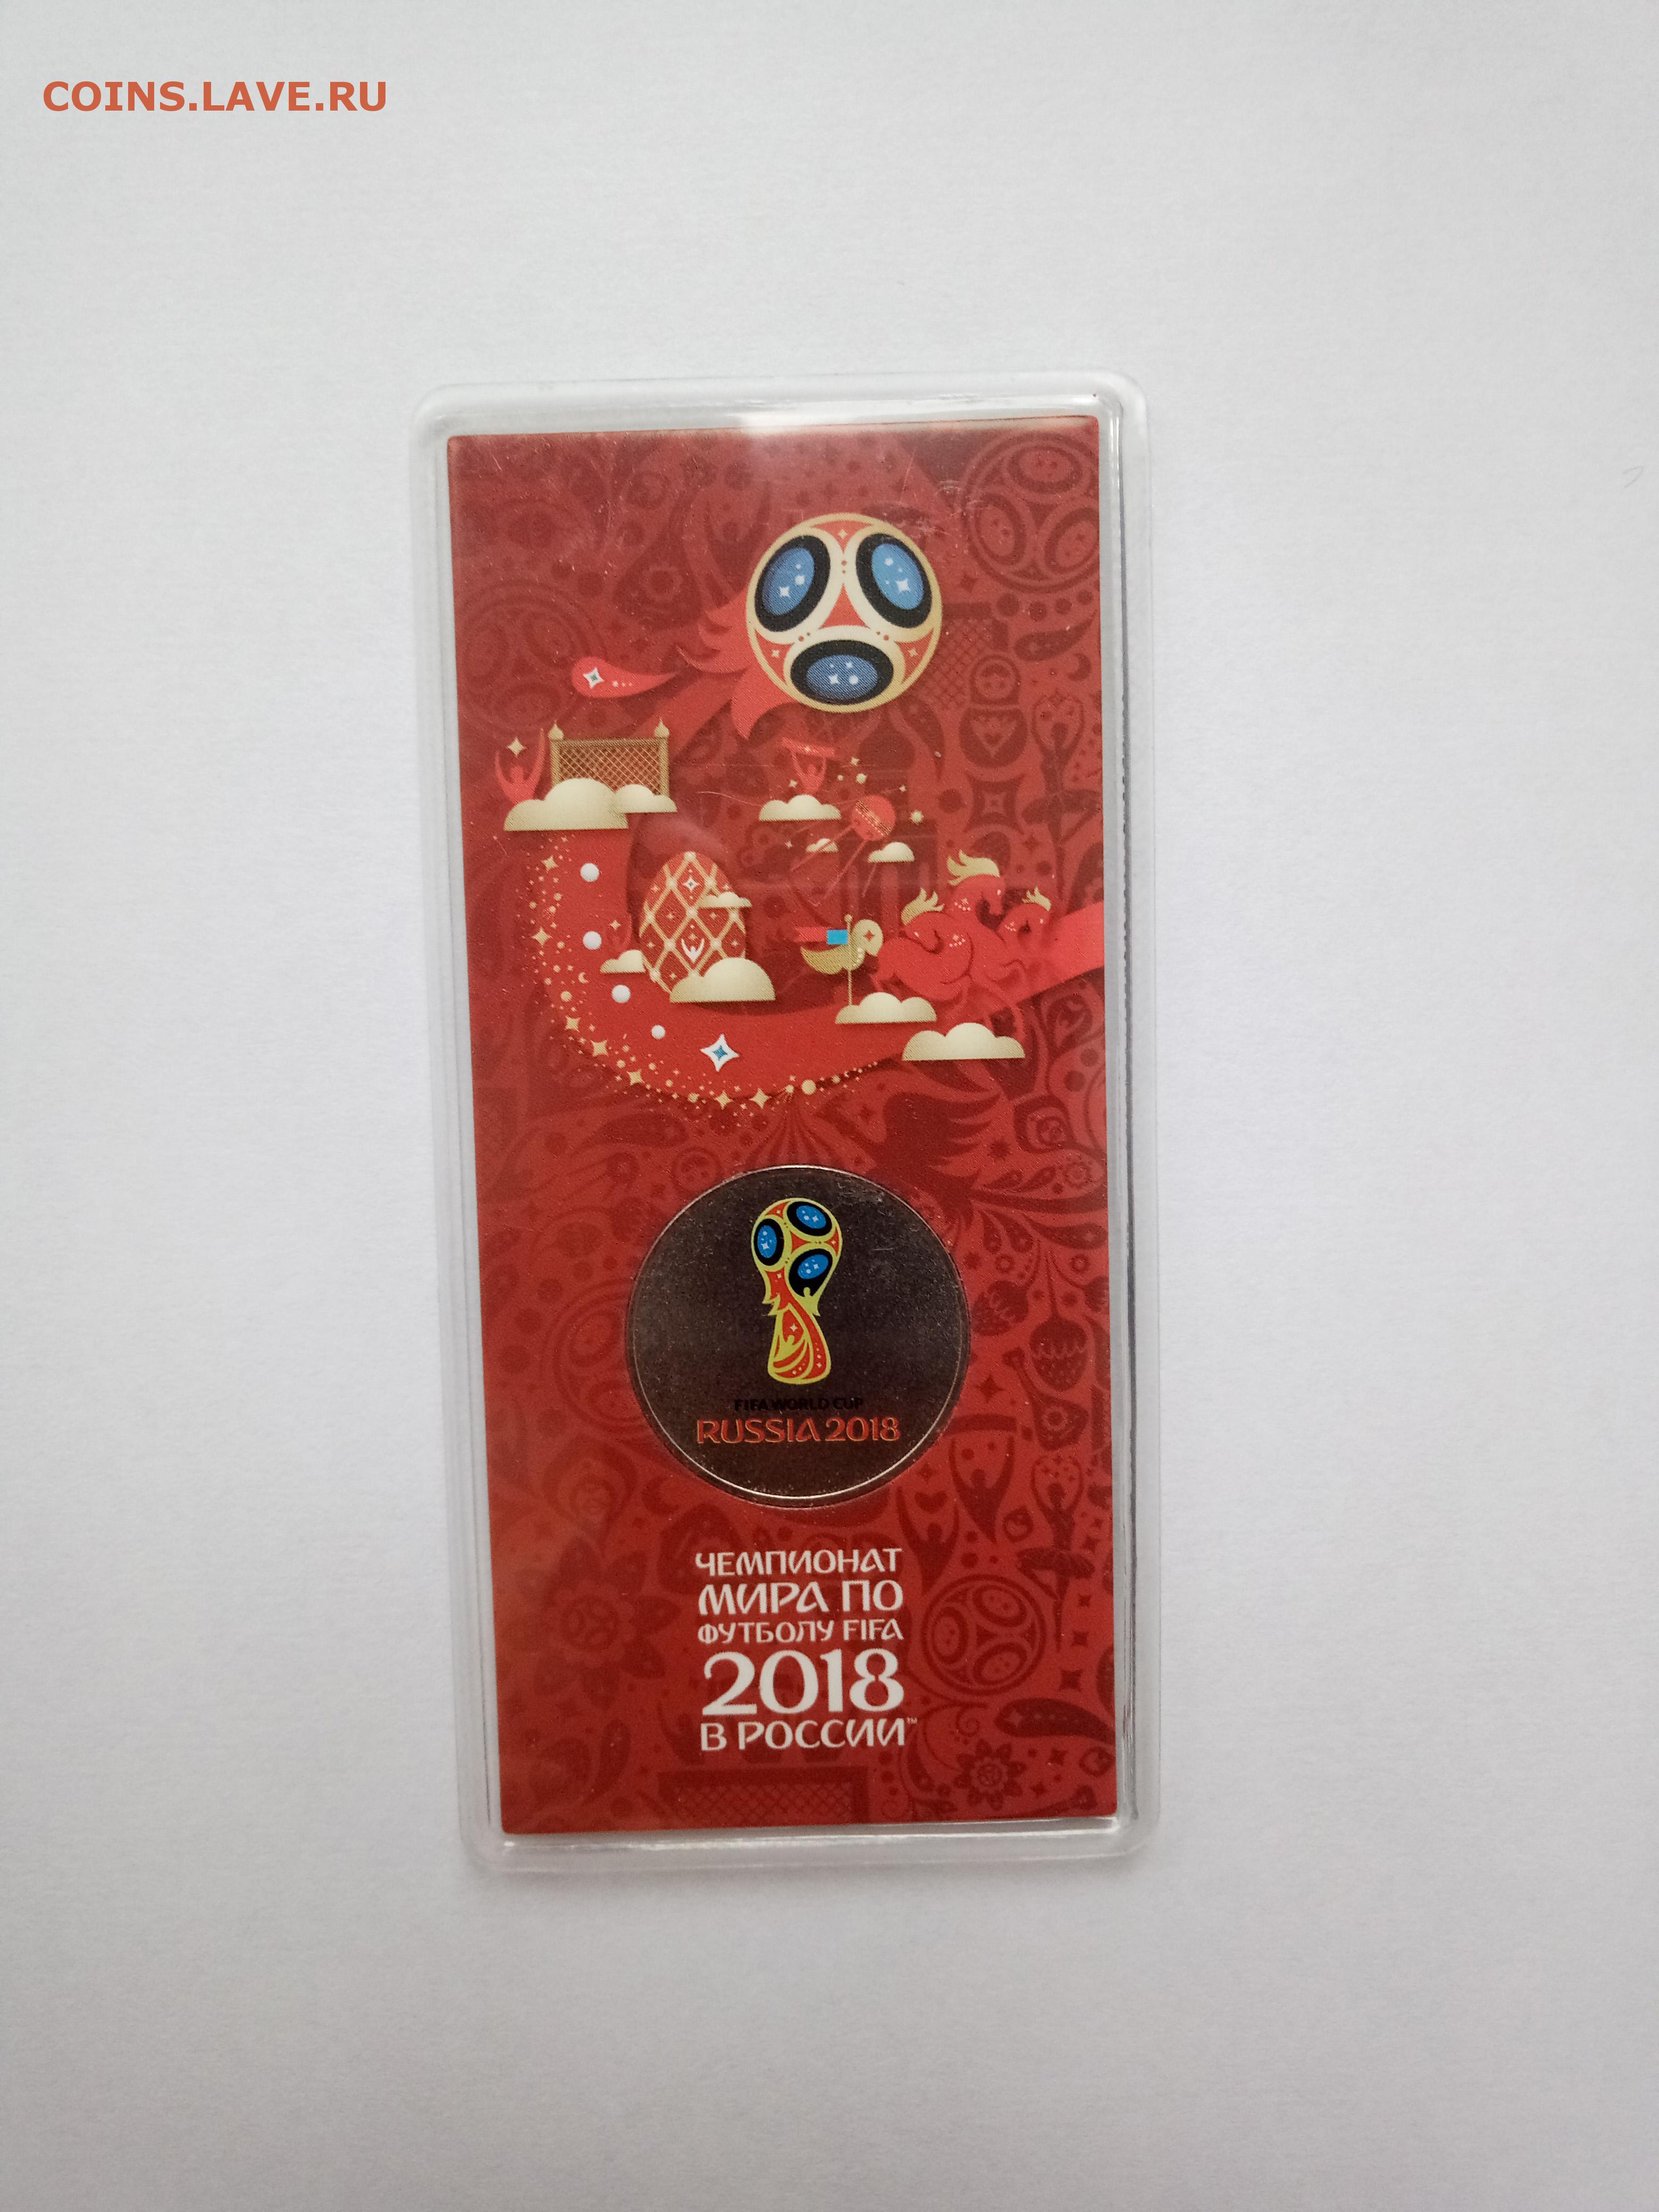 COINS.LAVE.RU
FIFA WORLD CUP
RUSSIA 2018
ЧЕМПИОНАТ
МИРА ПО
ФУТБОЛУ FIFA
2018
В РОССИИ™